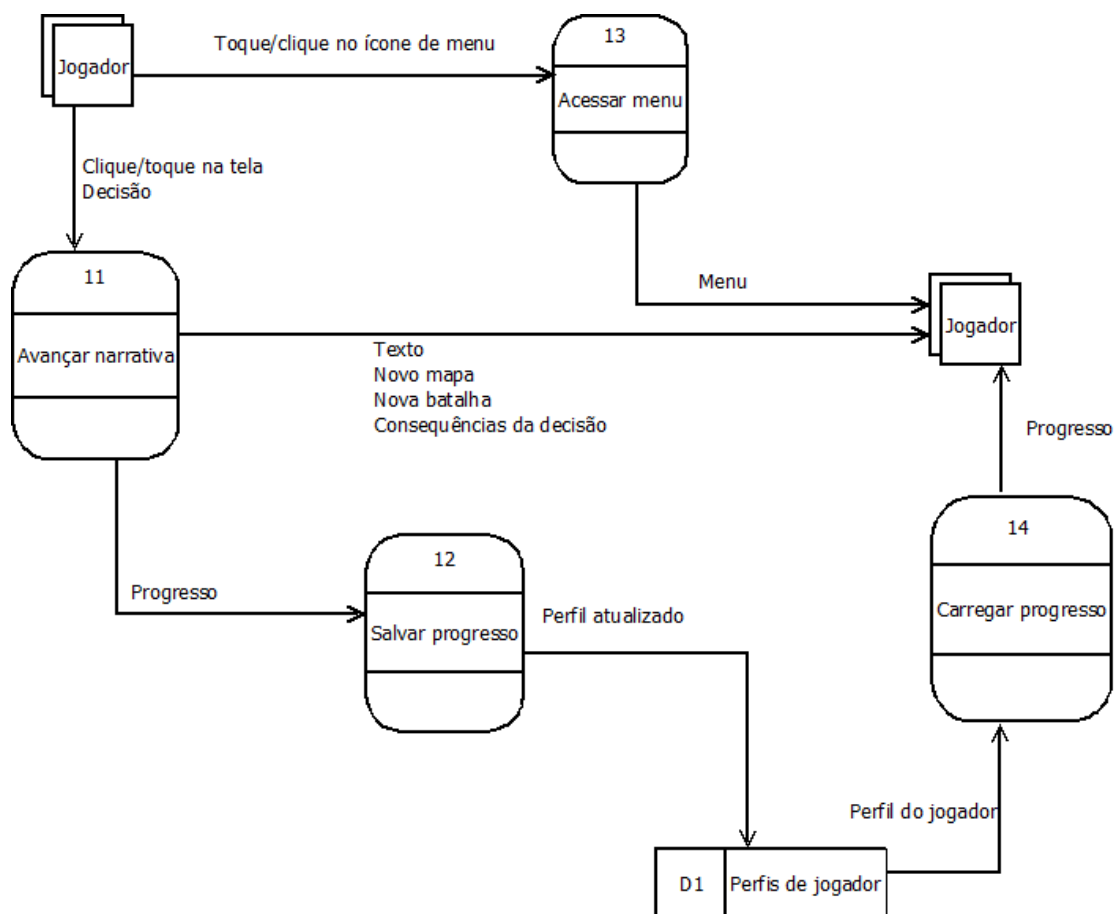 Jogador
Toque/clique no ícone de menu
13
Acessar menu
Clique/toque na tela
Decisão
11
Avançar narrativa
Menu
Jogador
Texto
Novo mapa
Nova batalha
Consequências da decisão
Progresso
14
Carregar progresso
12
Salvar progresso
Progresso
Perfil atualizado
Perfil do jogador
D1
Perfis de jogador